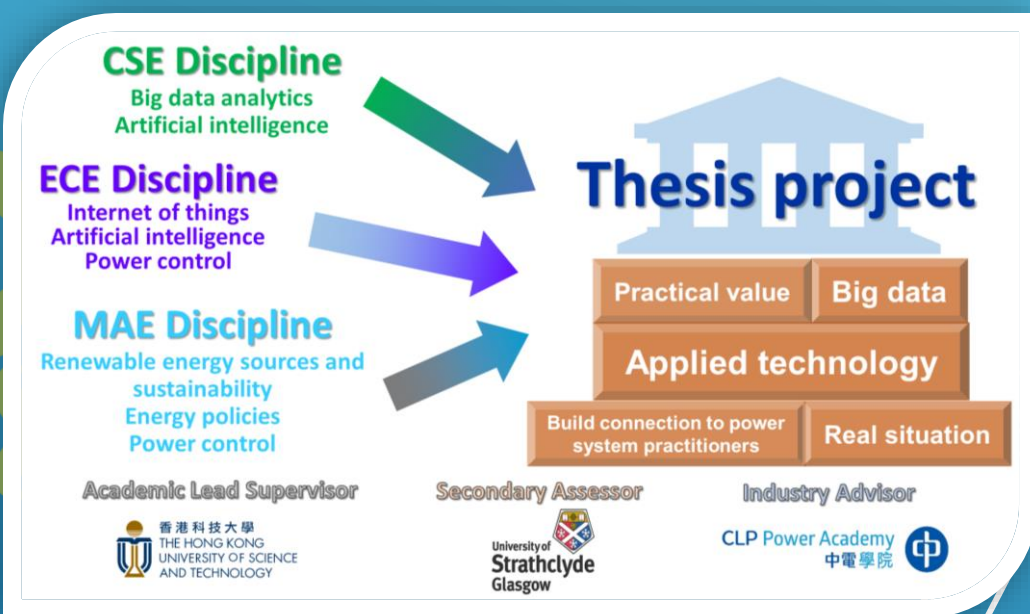 CSE Discipline
Big data analytics
Artificial intelligence
ECE Discipline
Internet of things
Artificial intelligence
Power control
MAE Discipline
Renewable energy sources and
sustainability
Energy policies
Power control
Thesis project
Practical value
Big data
Applied technology
Build connection to power
system practitioners
Real situation
Academic Lead Supervisor
香港科技大學
THE HONG KONG
UNIVERSITY OF SCIENCE
AND TECHNOLOGY
Secondary Assessor
University of
Strathclyde
Glasgow
Industry Advisor
CLP Power Academy
中電學院